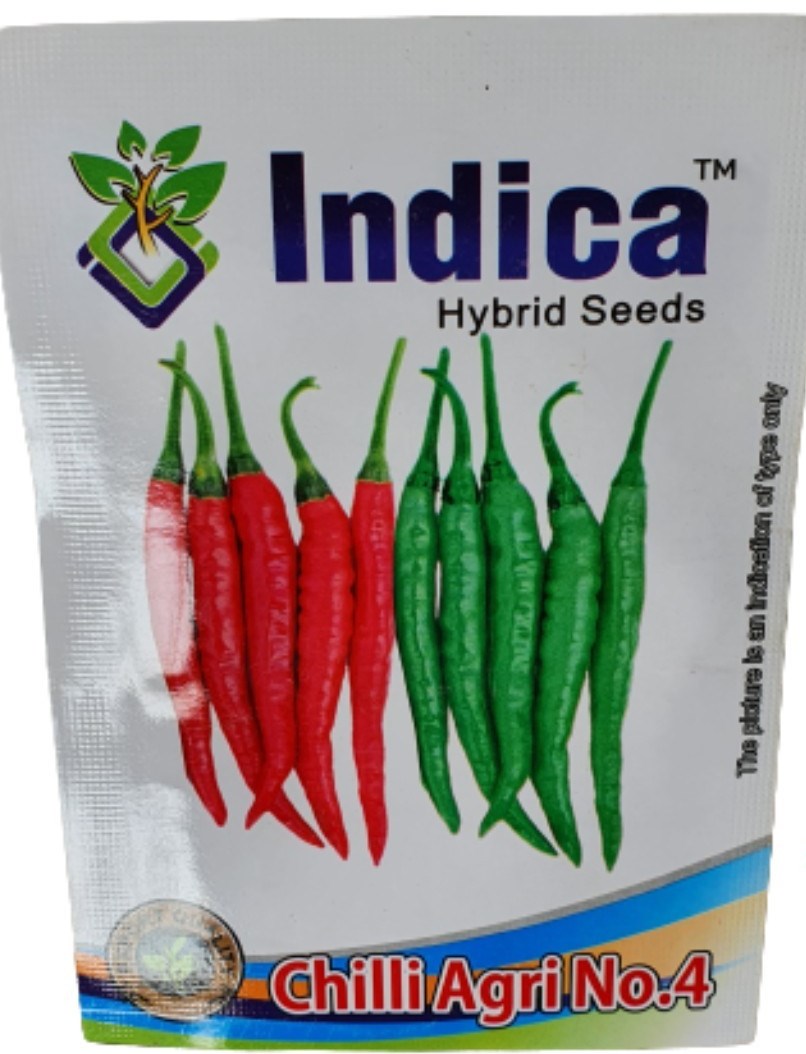 Indica™
Hybrid Seeds
The picture is an indication of type only
Chilli Agri No.4